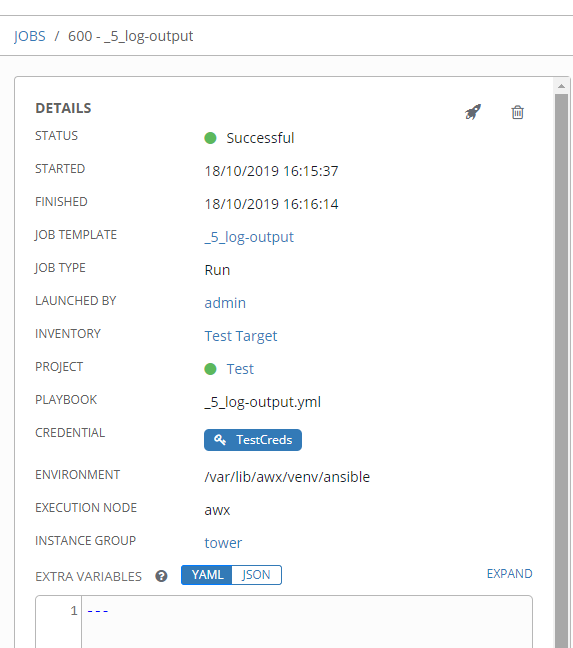 JOBS / 600 - _5_log-output
DETAILS
STATUS Successful
STARTED 18/10/2019 16:15:37
FINISHED 18/10/2019 16:16:14
JOB TEMPLATE _5_log-output
JOB TYPE Run
LAUNCHED BY admin
INVENTORY Test Target
PROJECT Test
PLAYBOOK _5_log-output.yml
CREDENTIAL TestCreds
ENVIRONMENT /var/lib/awx/venv/ansible
EXECUTION NODE awx
INSTANCE GROUP tower
EXTRA VARIABLES ? YAML JSON EXPAND
1 ---